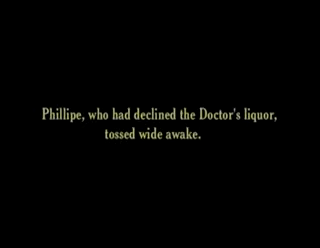 Phillipe, who had declined the Doctor's liquor,
tossed wide awake.